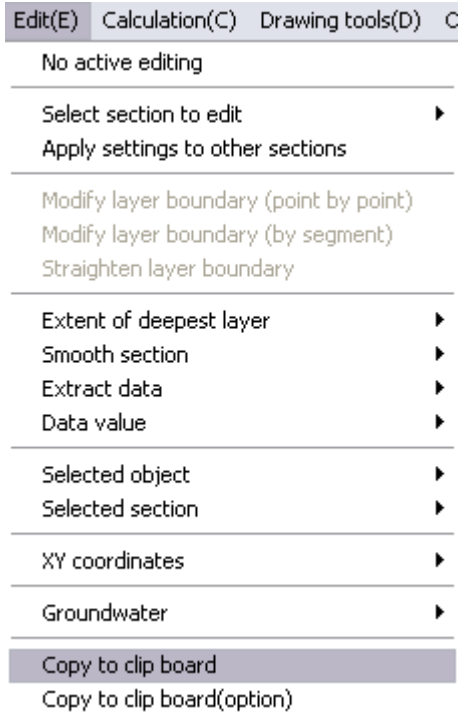 Edit(E) Calculation(C) Drawing tools(D)
No active editing
Select section to edit
Apply settings to other sections
Modify layer boundary (point by point)
Modify layer boundary (by segment)
Straighten layer boundary
Extent of deepest layer
Smooth section
Extract data
Data value
Selected object
Selected section
XY coordinates
Groundwater
Copy to clip board
Copy to clip board(option)